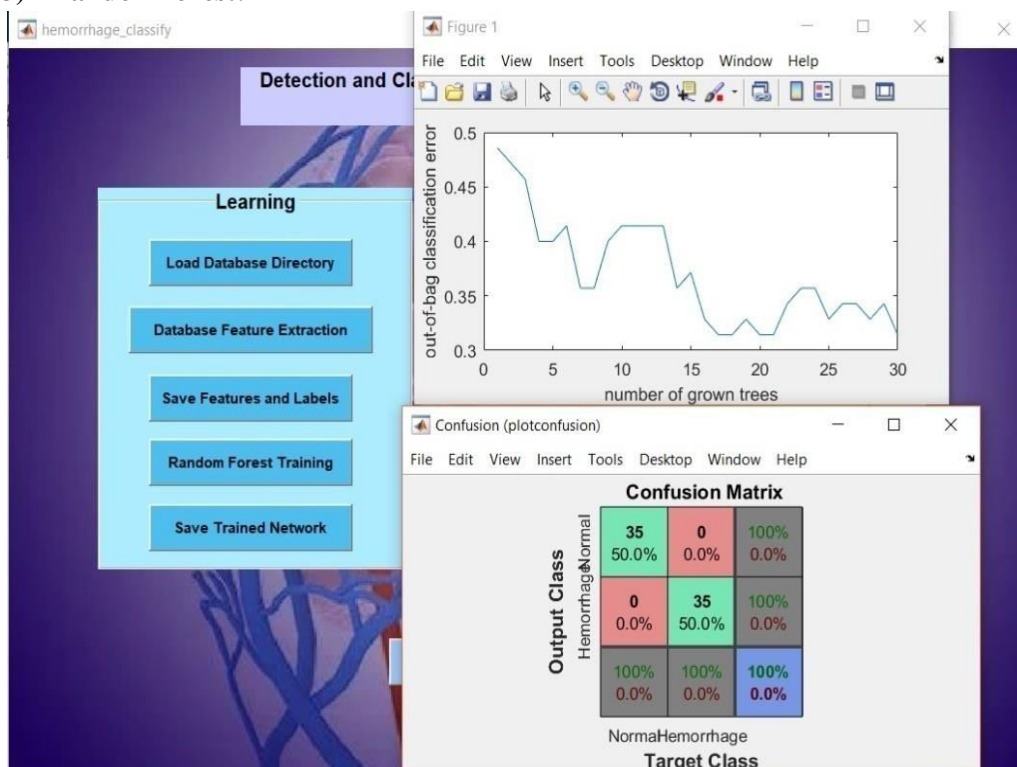 hemorrhage_classify
Detection and Cla
Learning
Load Database Directory
Database Feature Extraction
Save Features and Labels
Random Forest Training
Save Trained Network
Figure 1
File Edit View Insert Tools Desktop Window Help
out-of-bag classification error
0.5
0.45
0.4
0.35
0.3
0 5 10 15 20 25 30
number of grown trees
Confusion (plotconfusion)
File Edit View Insert Tools Desktop Window Help
Confusion Matrix
Output Class
Normal
35 0 100%
50.0% 0.0% 0.0%
Hemorrhage
0 35 100%
0.0% 50.0% 0.0%
100% 100% 100%
0.0% 0.0% 0.0%
Normal Hemorrhage
Target Class